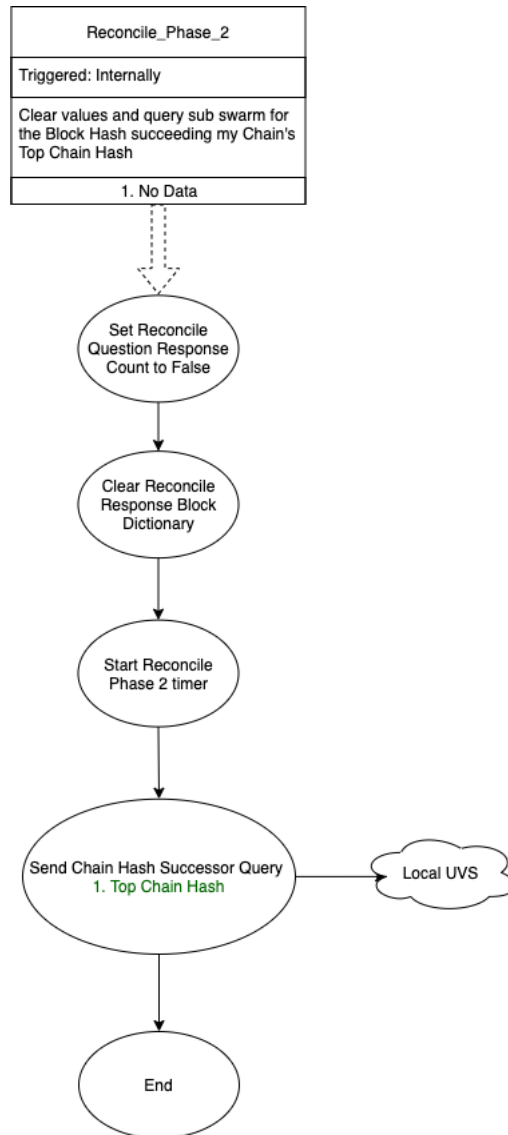 Reconcile_Phase_2
Triggered: Internally
Clear values and query sub swarm for
the Block Hash succeeding my Chain's
Top Chain Hash
1. No Data
Set Reconcile
Question Response
Count to False
Clear Reconcile
Response Block
Dictionary
Start Reconcile
Phase 2 timer
Send Chain Hash Successor Query
1. Top Chain Hash
Local UVS
End